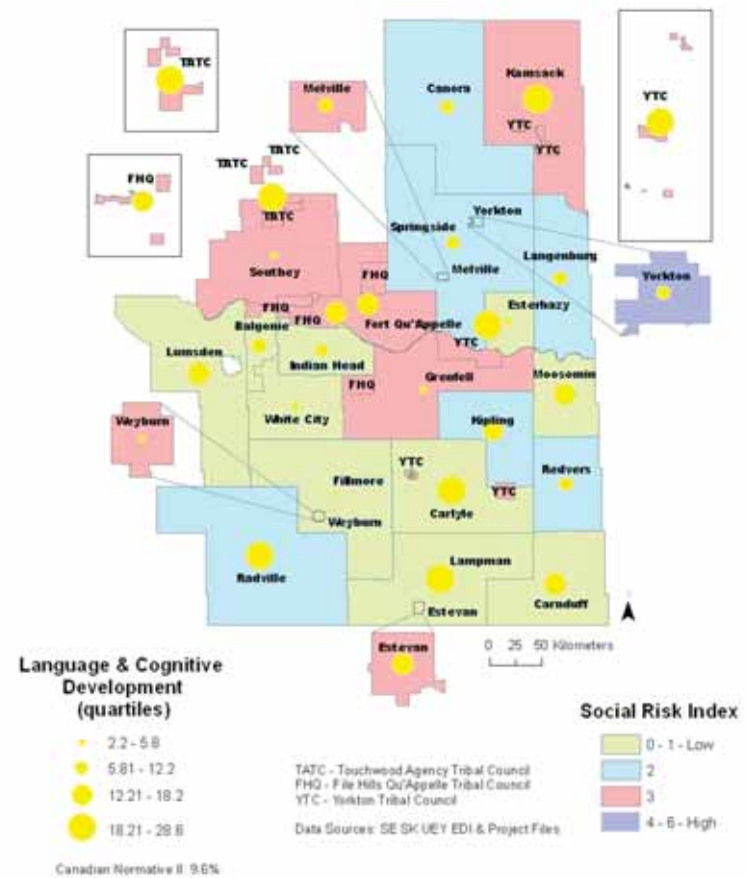 TATC
Melville
Canora
Kamsack
YTC
YTC
YTC
FHQ
TATC
TATC
TATC
Springside
Yorkton
Langenburg
Southey
FHQ
Melville
Yorkton
FHQ
FHQ
Balgonie
Fort Qu'Appelle
Esterhazy
YTC
Lumsden
Indian Head
Grenfell
FHQ
Moosomin
White City
Weyburn
Kipling
Fillmore
YTC
Redvers
YTC
Carlyle
Weyburn
Radville
Lampman
Carnduff
Estevan
0 25 50 Kilometers
Estevan
Language & Cognitive
Development
(quartiles)
2.2 - 5.8
5.81 - 12.2
12.21 - 18.2
18.21 - 28.6
Canadian Normative II 9.6%
TATC - Touchwood Agency Tribal Council
FHQ - File Hills Qu'Appelle Tribal Council
YTC - Yorkton Tribal Council
Data Sources: SE SK UEY EDI & Project Files
Social Risk Index
0 - 1 - Low
2
3
4 - 6 - High